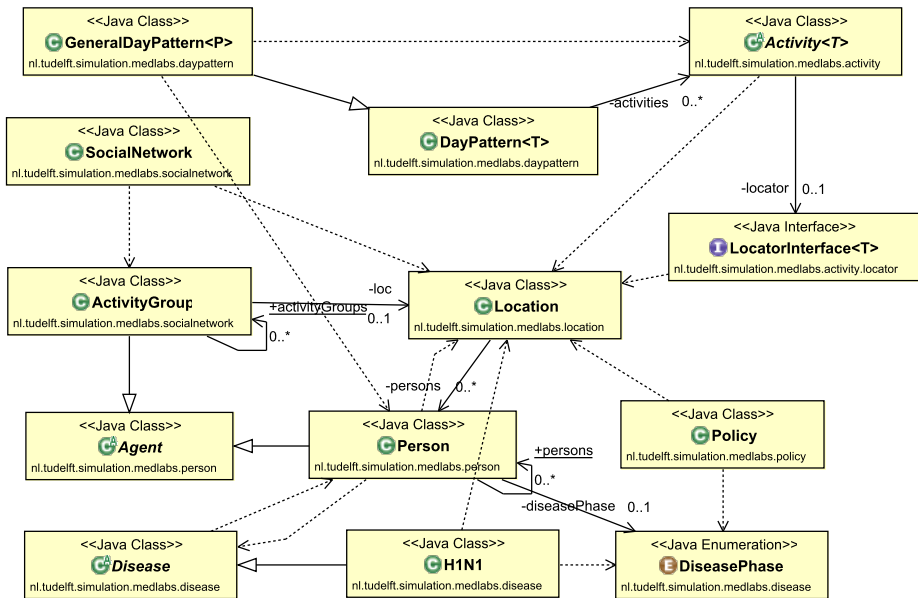 <<Java Class>>
GeneralDayPattern<P>
nl.tudelft.simulation.medlabs.daypattern
<<Java Class>>
Activity<T>
nl.tudelft.simulation.medlabs.activity
-activities
0..*
<<Java Class>>
DayPattern<T>
nl.tudelft.simulation.medlabs.daypattern
<<Java Class>>
SocialNetwork
nl.tudelft.simulation.medlabs.socialnetwork
-locator
0..1
<<Java Interface>>
LocatorInterface<T>
nl.tudelft.simulation.medlabs.activity.locator
<<Java Class>>
ActivityGroup
nl.tudelft.simulation.medlabs.socialnetwork
-loc
+activityGroups
0..1
0..*
<<Java Class>>
Location
nl.tudelft.simulation.medlabs.location
-persons
0..*
<<Java Class>>
Agent
nl.tudelft.simulation.medlabs.person
<<Java Class>>
Person
nl.tudelft.simulation.medlabs.person
+persons
0..*
<<Java Class>>
Policy
nl.tudelft.simulation.medlabs.policy
-diseasePhase
0..1
<<Java Class>>
Disease
nl.tudelft.simulation.medlabs.disease
<<Java Class>>
H1N1
nl.tudelft.simulation.medlabs.disease
<<Java Enumeration>>
DiseasePhase
nl.tudelft.simulation.medlabs.disease